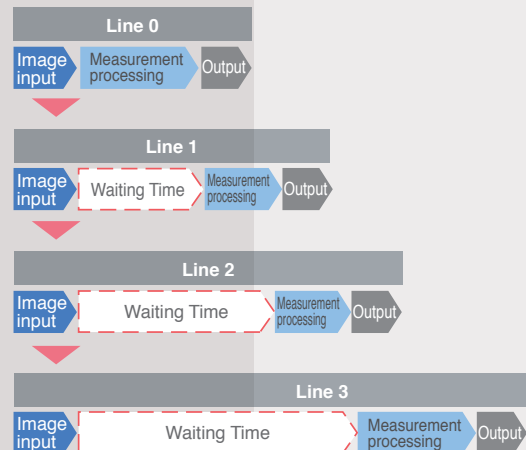 Line 0
Image input
Measurement processing
Output
Line 1
Image input
Waiting Time
Measurement processing
Output
Line 2
Image input
Waiting Time
Measurement processing
Output
Line 3
Image input
Waiting Time
Measurement processing
Output